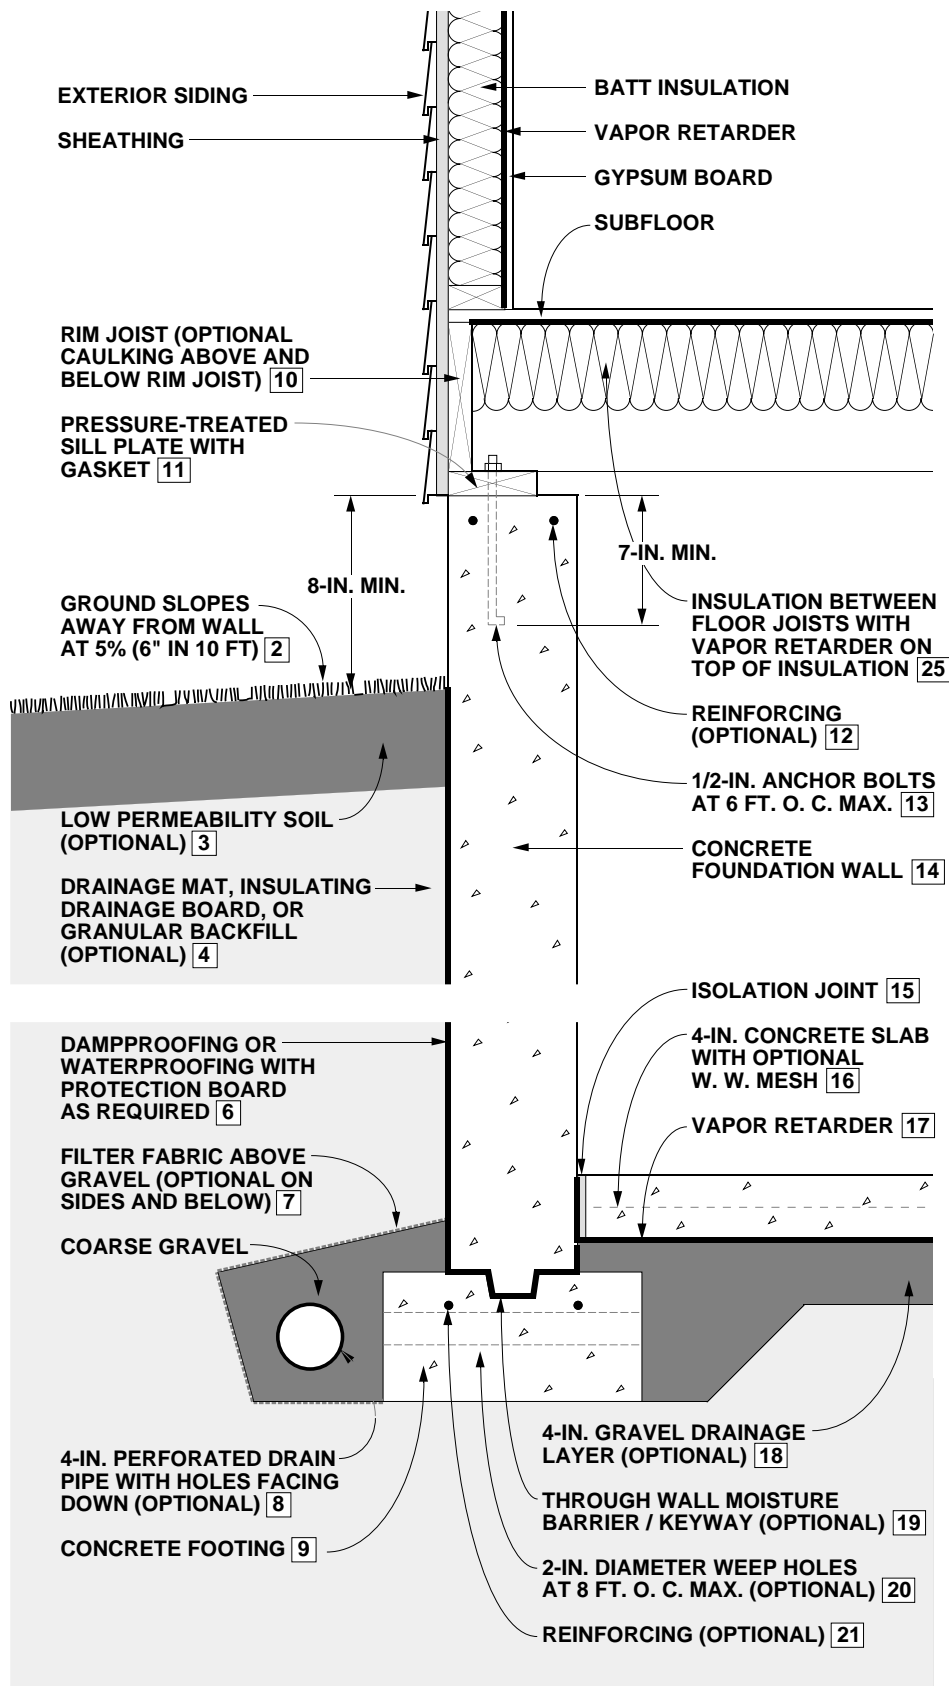 EXTERIOR SIDING
SHEATHING
BATT INSULATION
VAPOR RETARDER
GYPSUM BOARD
SUBFLOOR
RIM JOIST (OPTIONAL
CAULKING ABOVE AND
BELOW RIM JOIST) 10
PRESSURE-TREATED
SILL PLATE WITH
GASKET 11
8-IN. MIN.
7-IN. MIN.
GROUND SLOPES
AWAY FROM WALL
AT 5% (6" IN 10 FT) 2
INSULATION BETWEEN
FLOOR JOISTS WITH
VAPOR RETARDER ON
TOP OF INSULATION 25
REINFORCING
(OPTIONAL) 12
1/2-IN. ANCHOR BOLTS
AT 6 FT. O. C. MAX. 13
LOW PERMEABILITY SOIL
(OPTIONAL) 3
CONCRETE
FOUNDATION WALL 14
DRAINAGE MAT, INSULATING
DRAINAGE BOARD, OR
GRANULAR BACKFILL
(OPTIONAL) 4
ISOLATION JOINT 15
4-IN. CONCRETE SLAB
WITH OPTIONAL
W. W. MESH 16
DAMPPROOFING OR
WATERPROOFING WITH
PROTECTION BOARD
AS REQUIRED 6
VAPOR RETARDER 17
FILTER FABRIC ABOVE
GRAVEL (OPTIONAL ON
SIDES AND BELOW) 7
COARSE GRAVEL
4-IN. PERFORATED DRAIN
PIPE WITH HOLES FACING
DOWN (OPTIONAL) 8
CONCRETE FOOTING 9
4-IN. GRAVEL DRAINAGE
LAYER (OPTIONAL) 18
THROUGH WALL MOISTURE
BARRIER / KEYWAY (OPTIONAL) 19
2-IN. DIAMETER WEEP HOLES
AT 8 FT. O. C. MAX. (OPTIONAL) 20
REINFORCING (OPTIONAL) 21